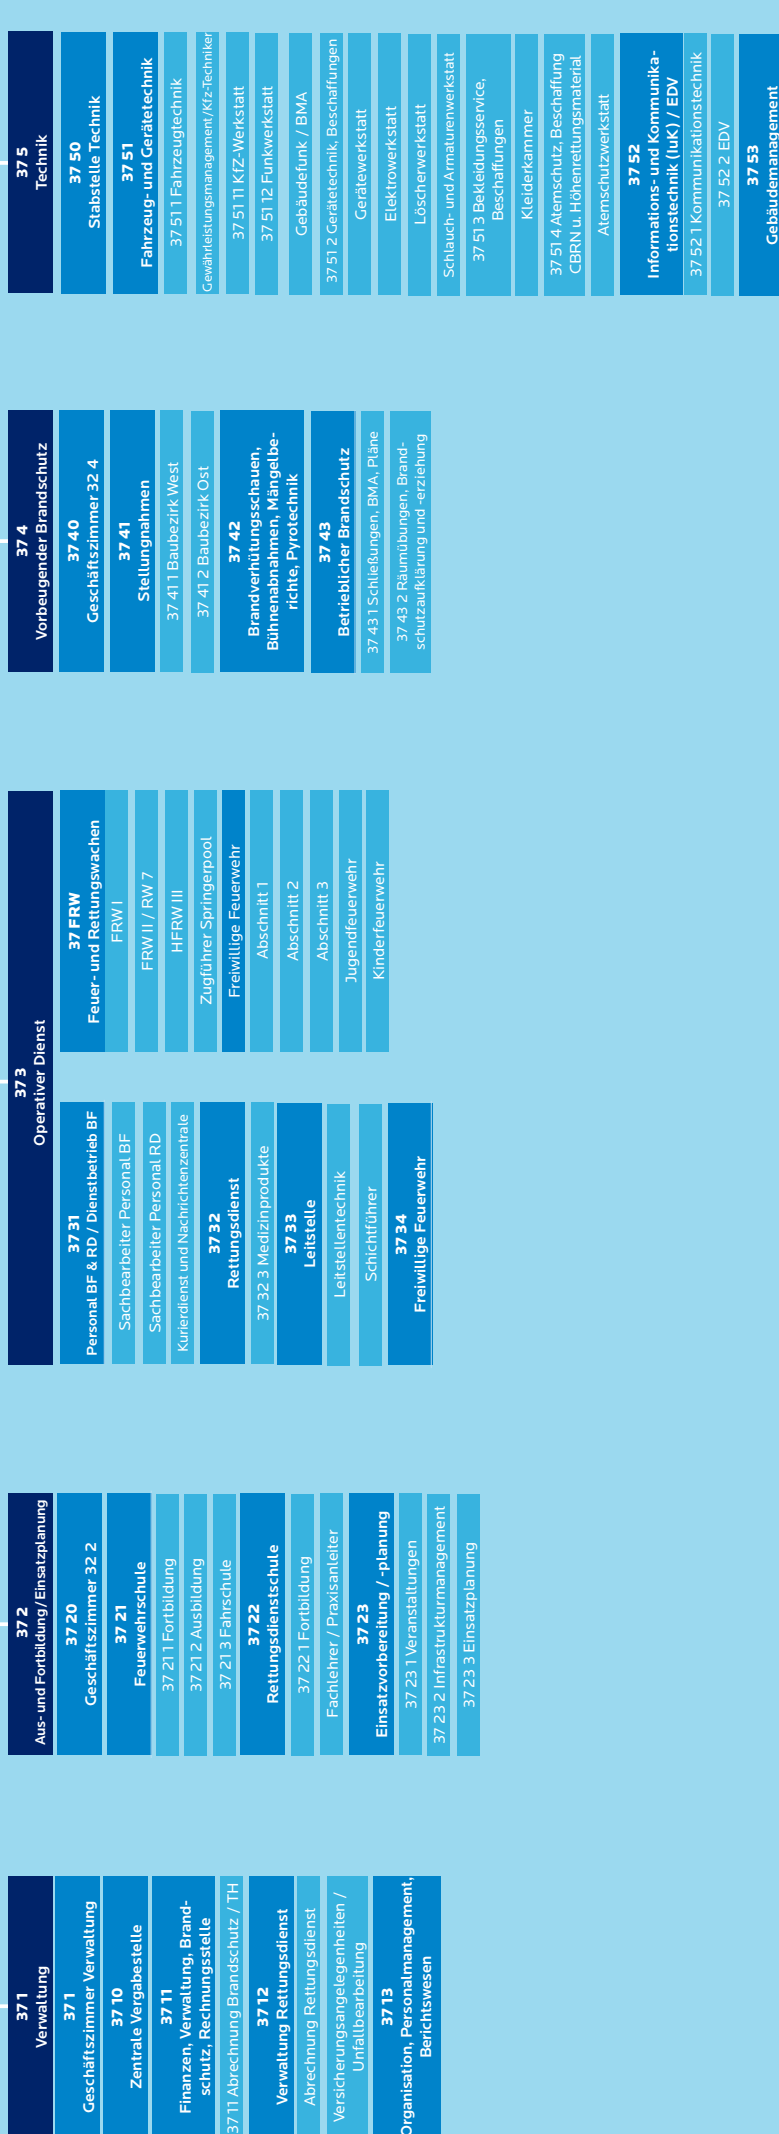 37 1
Verwaltung
37 1
Geschäftszimmer Verwaltung
37 10
Zentrale Vergabestelle
37 11
Finanzen, Verwaltung, Brand-
schutz, Rechnungsstelle
37 11 Abrechnung Brandschutz / TH
37 12
Verwaltung Rettungsdienst
Abrechnung Rettungsdienst
Versicherungsangelegenheiten /
Unfallbearbeitung
37 13
Organisation, Personalmanagement,
Berichtswesen
37 2
Aus- und Fortbildung / Einsatzplanung
37 20
Geschäftszimmer 32 2
37 21
Feuerwehrschule
37 21 1 Fortbildung
37 21 2 Ausbildung
37 21 3 Fahrschule
37 22
Rettungsdienstschule
37 22 1 Fortbildung
Fachlehrer / Praxisanleiter
37 23
Einsatzvorbereitung / -planung
37 23 1 Veranstaltungen
37 23 2 Infrastrukturmanagement
37 23 3 Einsatzplanung
37 3
Operativer Dienst
37 31
Personal BF & RD / Dienstbetrieb BF
Sachbearbeiter Personal BF
Sachbearbeiter Personal RD
Kurierdienst und Nachrichtenzentrale
37 32
Rettungsdienst
37 32 3 Medizinprodukte
37 33
Leitstelle
Leitstellentechnik
Schichtführer
37 34
Freiwillige Feuerwehr
37 FRW
Feuer- und Rettungswachen
FRW I
FRW II / RW 7
HFRW III
Zugführer Springerpool
Freiwillige Feuerwehr
Abschnitt 1
Abschnitt 2
Abschnitt 3
Jugendfeuerwehr
Kinderfeuerwehr
37 4
Vorbeugender Brandschutz
37 40
Geschäftszimmer 32 4
37 41
Stellungnahmen
37 41 1 Baubezirk West
37 41 2 Baubezirk Ost
37 42
Brandverhütungsschauen,
Bühnenabnahmen, Mängelbe-
richte, Pyrotechnik
37 43
Betrieblicher Brandschutz
37 43 1 Schließungen, BMA, Pläne
37 43 2 Räumübungen, Brand-
schutzaufklärung und -erziehung
37 5
Technik
37 50
Stabstelle Technik
37 51
Fahrzeug- und Gerätetechnik
37 51 1 Fahrzeugtechnik
Gewährleistungsmanagement/Kfz-Techniker
37 51 11 KfZ-Werkstatt
37 51 12 Funkwerkstatt
Gebäudefunk / BMA
37 51 2 Gerätetechnik, Beschaffungen
Gerätewerkstatt
Elektrowerkstatt
Löscherwerkstatt
Schlauch- und Armaturenwerkstatt
37 51 3 Bekleidungsservice,
Beschaffungen
Kleiderkammer
37 51 4 Atemschutz, Beschaffung
CBRN u. Höhenrettungsmaterial
Atemschutzwerkstatt
37 52
Informations- und Kommunika-
tionstechnik (IuK) / EDV
37 52 1 Kommunikationstechnik
37 52 2 EDV
37 53
Gebäudemanagement